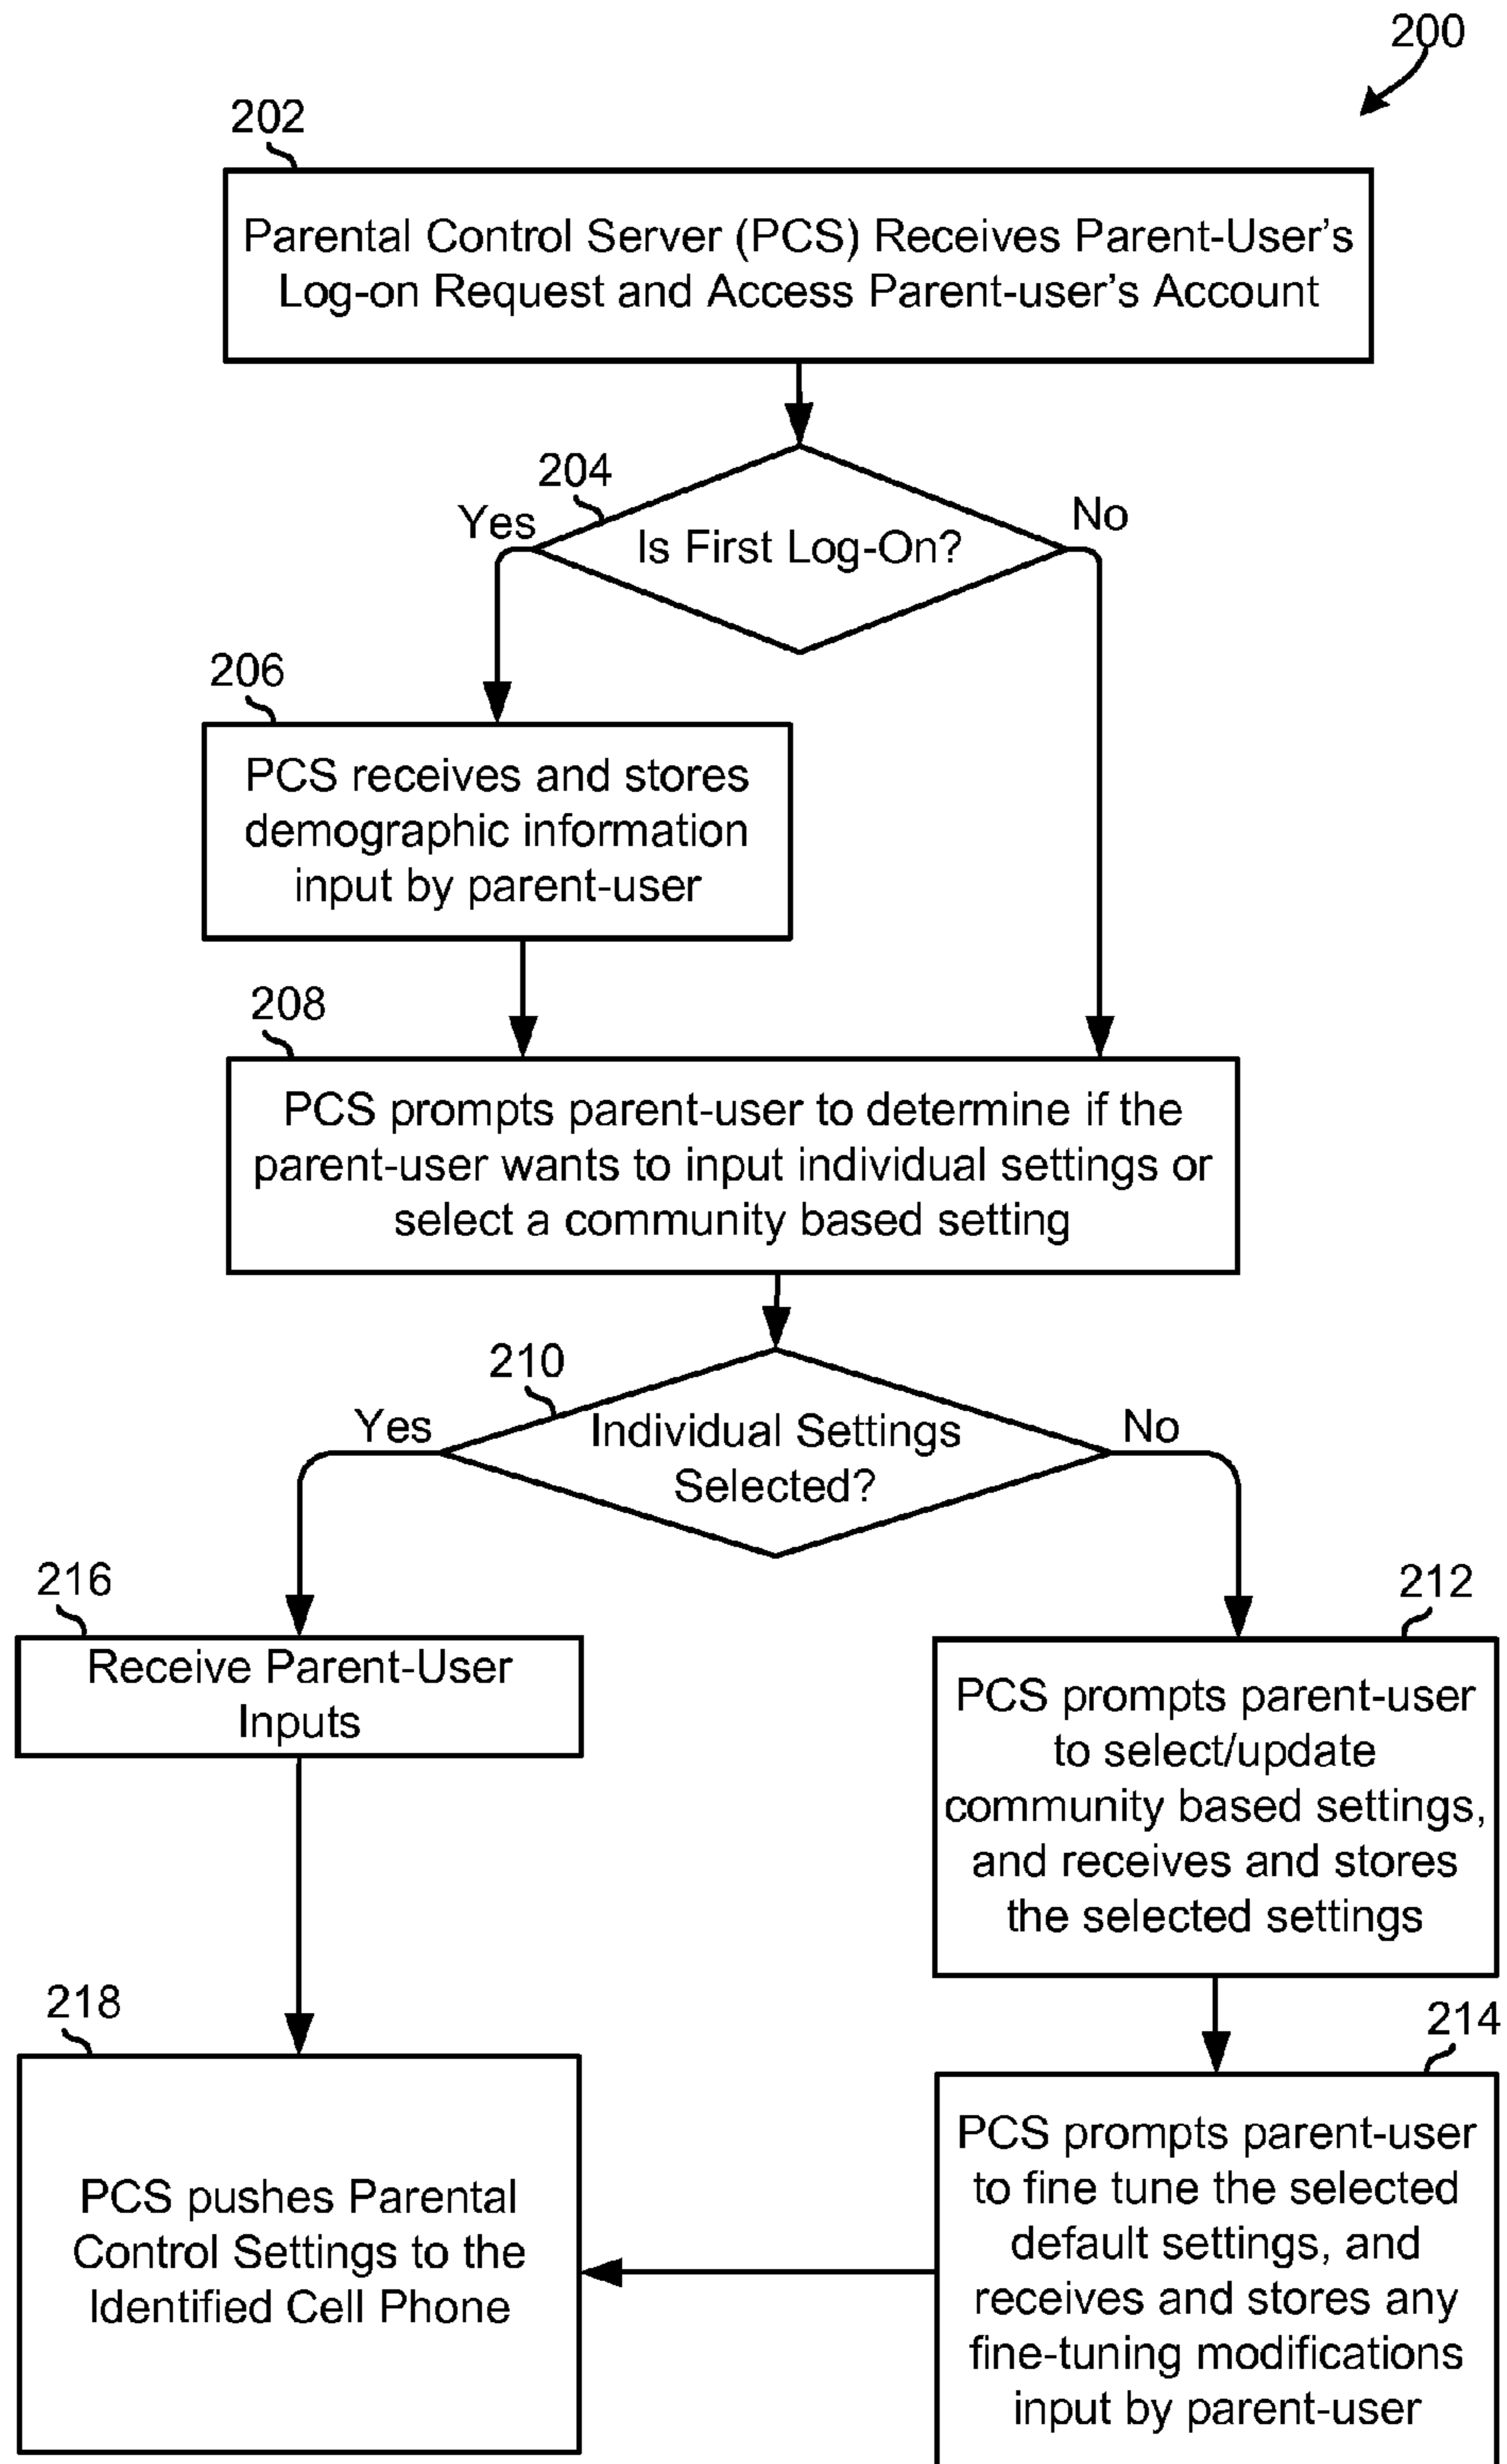 200
202
Parental Control Server (PCS) Receives Parent-User's
Log-on Request and Access Parent-user's Account
204
Yes
No
Is First Log-On?
206
PCS receives and stores
demographic information
input by parent-user
208
PCS prompts parent-user to determine if the
parent-user wants to input individual settings or
select a community based setting
210
Yes
No
Individual Settings
Selected?
216
Receive Parent-User
Inputs
212
PCS prompts parent-user
to select/update
community based settings,
and receives and stores
the selected settings
218
PCS pushes Parental
Control Settings to the
Identified Cell Phone
214
PCS prompts parent-user
to fine tune the selected
default settings, and
receives and stores any
fine-tuning modifications
input by parent-user